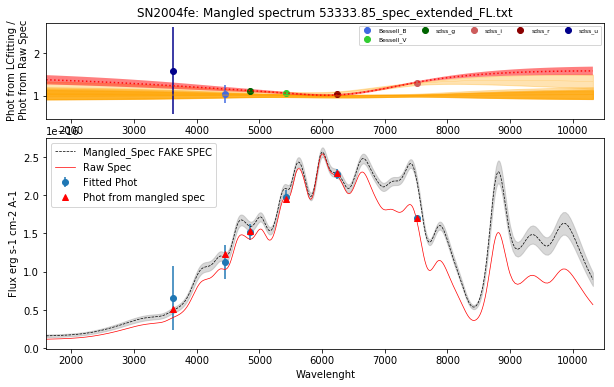 SN2004fe: Mangled spectrum 53333.85_spec_extended_FL.txt
Phot from LCfitting /
Phot from Raw Spec
2
1
Bessell_B
Bessell_V
sdss_g
sdss_i
sdss_r
sdss_u
2000 3000 4000 5000 6000 7000 8000 9000 10000
Flux erg s-1 cm-2 A-1
2.5
2.0
1.5
1.0
0.5
0.0
Mangled_Spec FAKE SPEC
Raw Spec
Fitted Phot
Phot from mangled spec
2000 3000 4000 5000 6000 7000 8000 9000 10000
Wavelenght